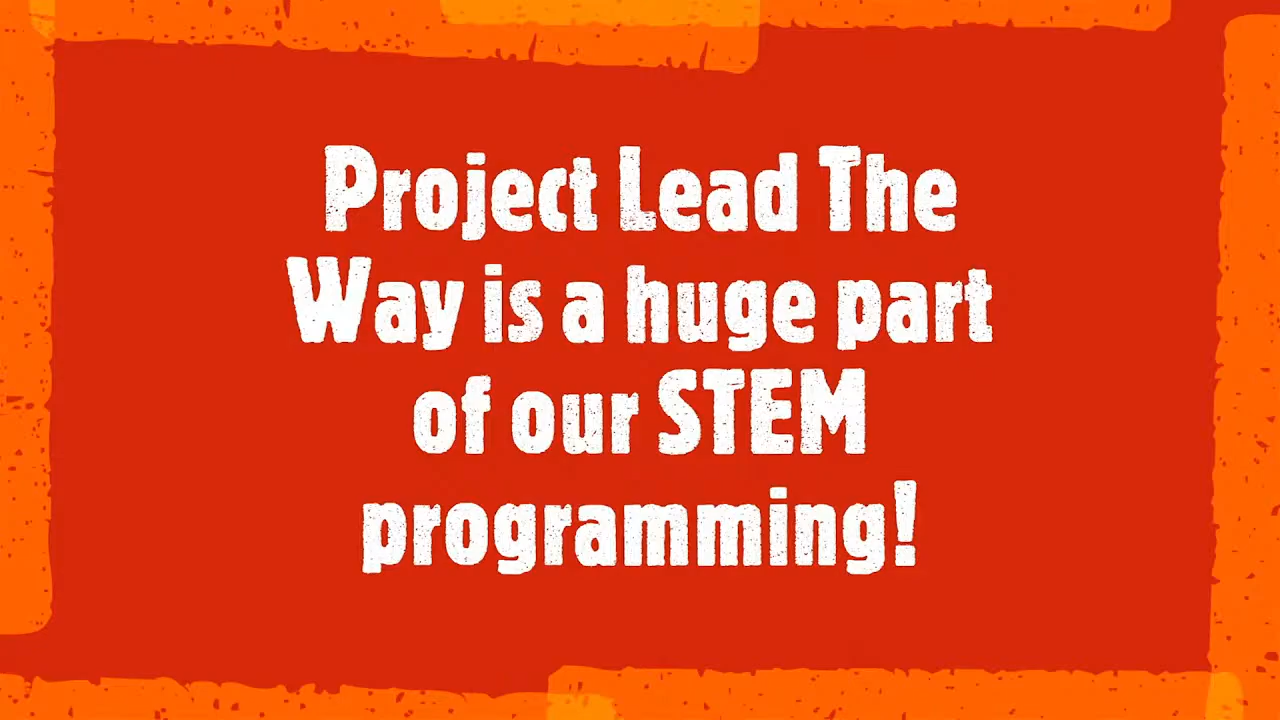 Project Lead The
Way is a huge part
of our STEM
programming!